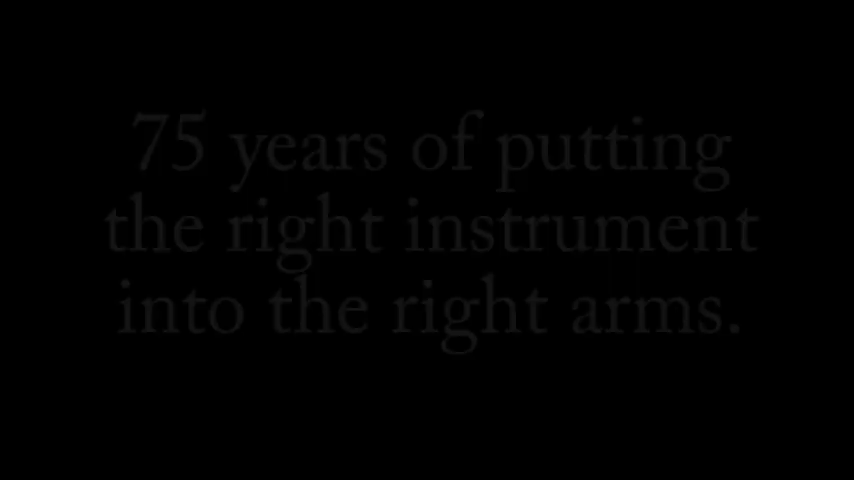 75 years of putting
the right instrument
into the right arms.